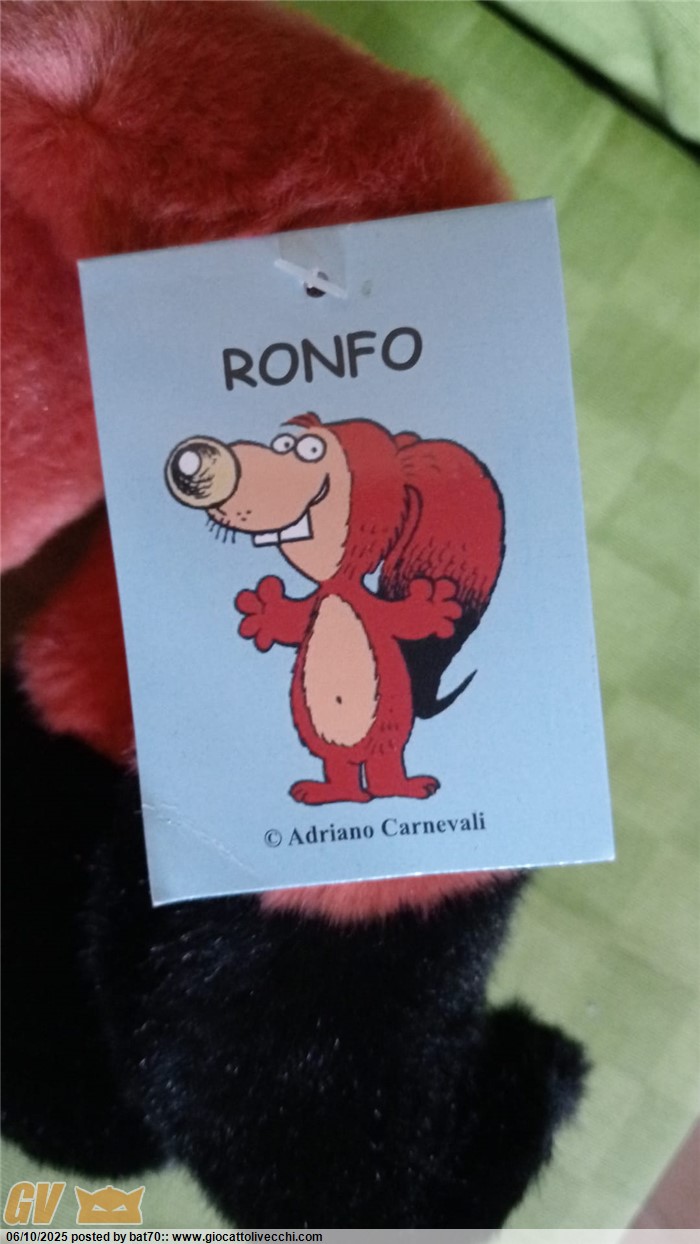 RONFO
© Adriano Carnevali
GV
06/10/2025 posted by bat70:: www.giocattolivecchi.com